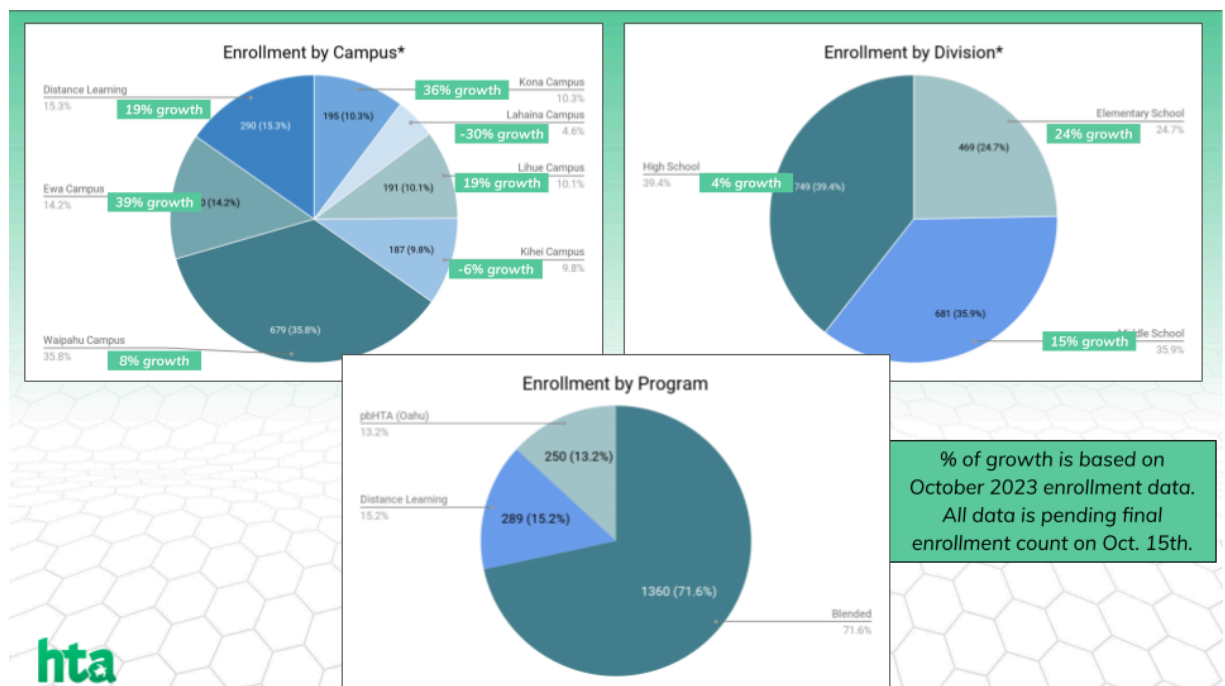 Enrollment by Campus*
Distance Learning
15.3%
19% growth
290 (15.3%)
195 (10.3%)
36% growth
Kona Campus
10.3%
Lahaina Campus
-30% growth
4.6%
191 (10.1%)
Lihue Campus
19% growth
10.1%
Ewa Campus
14.2%
39% growth
0 (14.2%)
187 (9.8%)
Kihei Campus
-6% growth
9.8%
679 (35.8%)
Waipahu Campus
35.8%
8% growth
Enrollment by Division*
Elementary School
24% growth
24.7%
469 (24.7%)
High School
39.4%
4% growth
749 (39.4%)
681 (35.9%)
15% growth
ddle School
35.9%
Enrollment by Program
pbHTA (Oahu)
13.2%
250 (13.2%)
Distance Learning
15.2%
289 (15.2%)
1360 (71.6%)
Blended
71.6%
% of growth is based on
October 2023 enrollment data.
All data is pending final
enrollment count on Oct. 15th.
hta